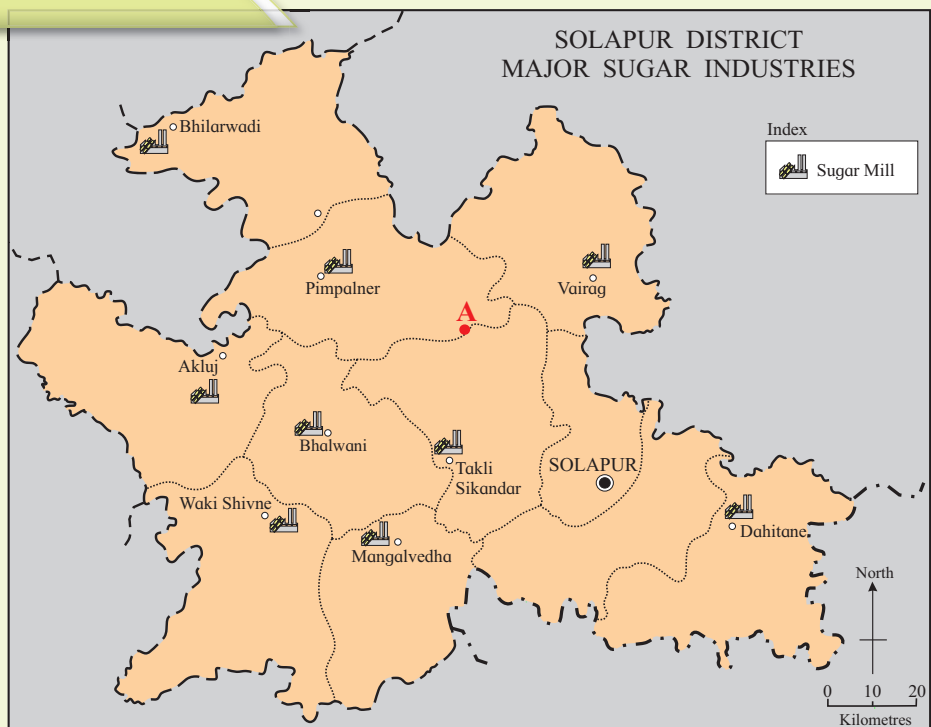 SOLAPUR DISTRICT
MAJOR SUGAR INDUSTRIES
Index
Sugar Mill
Bhilarwadi
Pimpalner
Vairag
A
Akluj
Bhalwani
Takli
Sikandar
SOLAPUR
Waki Shivne
Mangalvedha
Dahitane
North
0 10 20
Kilometres